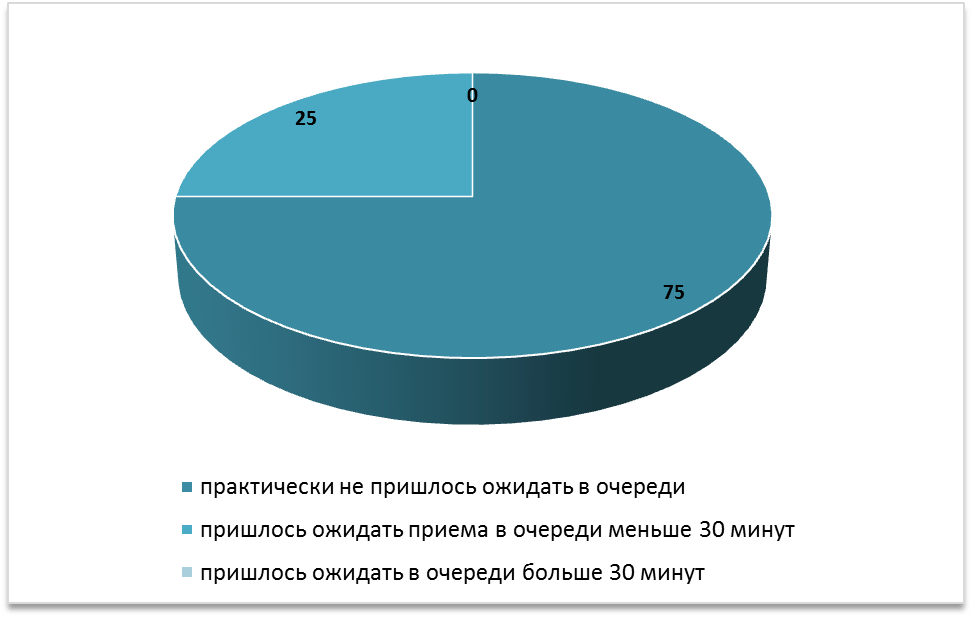 0
25
75
практически не пришлось ожидать в очереди
пришлось ожидать приема в очереди меньше 30 минут
пришлось ожидать в очереди больше 30 минут